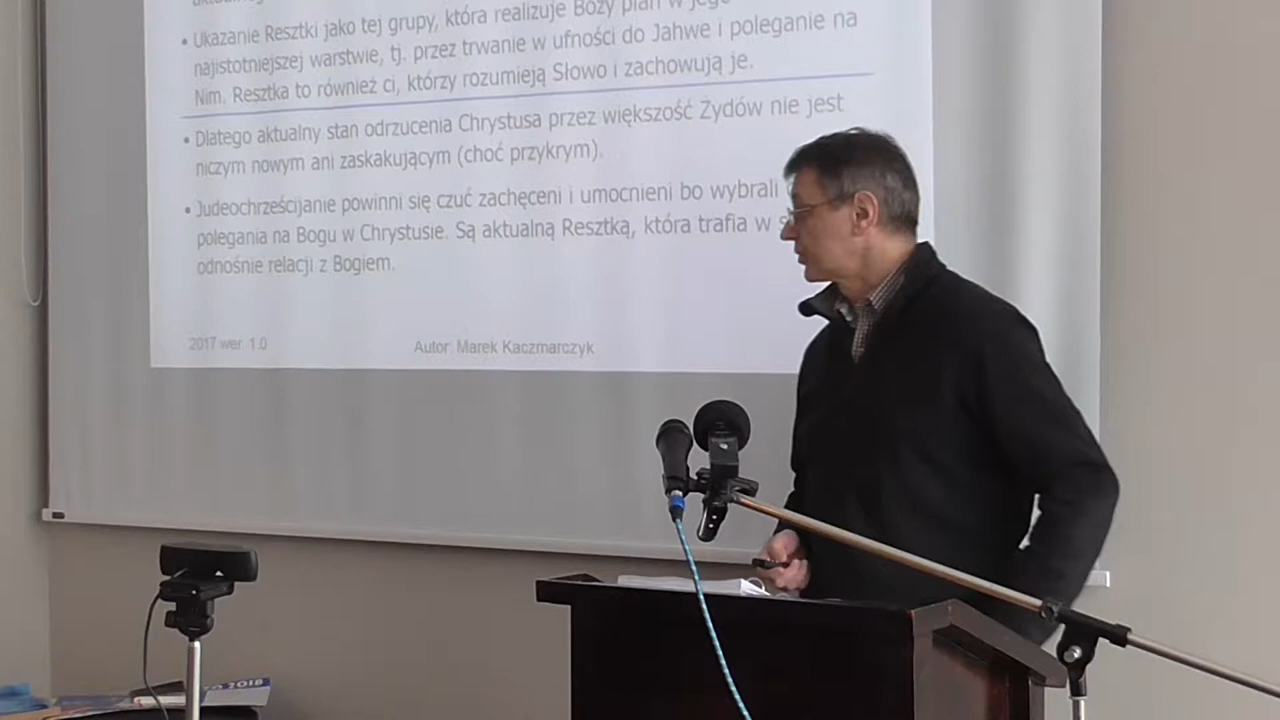 • Ukazanie Resztki jako tej grupy, która realizuje Boży plan w jego
najistotniejszej warstwie, tj. przez trwanie w ufności do Jahwe i poleganie na
Nim. Resztka to również ci, którzy rozumieją Słowo i zachowują je.
• Dlatego aktualny stan odrzucenia Chrystusa przez większość Żydów nie jest
niczym nowym ani zaskakującym (choć przykrym).
• Judeochrześcijanie powinni się czuć zachęceni i umocnieni bo wybrali
polegania na Bogu w Chrystusie. Są aktualną Resztką, która trafia w
odnośnie relacji z Bogiem.
2017 wer. 1.0 Autor: Marek Kaczmarczyk
2018